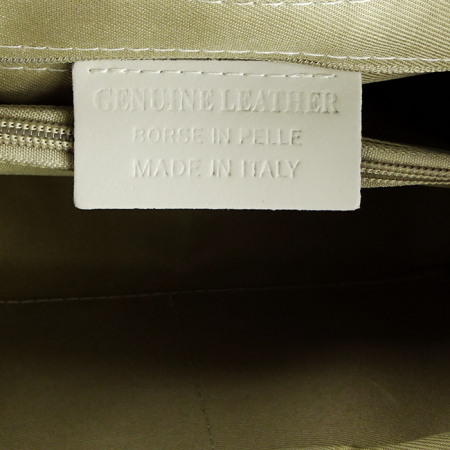 GENUINE LEATHER
BORSE IN PELLE
MADE IN ITALY